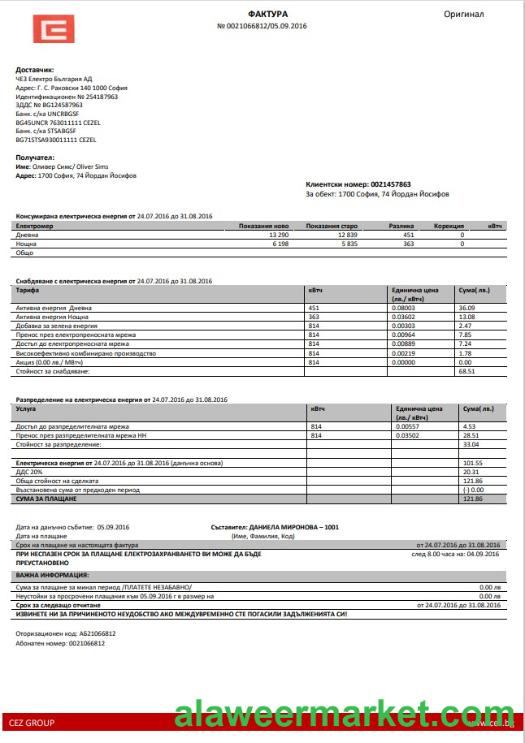 ФАКТУРА
Оригинал
№ 0021066812/05.09.2016
Доставчик:
ЧЕЗ Електро България АД
Адрес: Г. С. Раковски 140 1000 София
Идентификационен № 254187963
ЗДДС № BG124587963
Банк. с/ка UNCRBGSF
BG45UNCR 763011111 CEZEL
Банк. с/ка STSABGSF
BG71STSA930011111 CEZEL
Получател:
Име: Оливер Симс/ Oliver Sims
Адрес: 1700 София, 74 Йордан Йосифов
Клиентски номер: 0021457863
За обект: 1700 София, 74 Йордан Йосифов
Консумирана електрическа енергия от 24.07.2016 до 31.08.2016
Електромер Показания ново Показания старо Разлика Корекция кВтч
Дневна 13 290 12 839 451 0
Нощна 6 198 5 835 363 0
Общо
Снабдяване с електрическа енергия от 24.07.2016 до 31.08.2016
Тарифа кВтч Единична цена (лв./ кВтч) Сума( лв.)
Активна енергия Дневна 451 0.08003 36.09
Активна енергия Нощна 363 0.03602 13.08
Добавка за зелена енергия 814 0.00303 2.47
Пренос през електропреносната мрежа 814 0.00964 7.85
Достъп до електропреносната мрежа 814 0.00889 7.24
Високоефективно комбинирано производство 814 0.00219 1.78
Акциз (0.00 лв./ МВтч) 814 0.00000 0.00
Стойност за снабдяване: 68.51
Разпределение на електрическа енергия от 24.07.2016 до 31.08.2016
Услуга кВтч Единична цена (лв./ кВтч) Сума( лв.)
Достъп до разпределителната мрежа 814 0.00557 4.53
Пренос през разпределителната мрежа НН 814 0.03502 28.51
Стойност за разпределение: 33.04
Електрическа енергия от 24.07.2016 до 31.08.2016 (данъчна основа) 101.55
ДДС 20% 20.31
Обща стойност на сделката 121.86
Възстановена сума от предходен период (-) 0.00
СУМА ЗА ПЛАЩАНЕ 121.86
Дата на данъчно събитие: 05.09.2016 Съставител: ДАНИЕЛА МИРОНОВА – 1001
Дата на плащане (Име, Фамилия, Код)
Срок на плащане на настоящата фактура от 24.07.2016 до 31.08.2016
ПРИ НЕСПАЗЕН СРОК ЗА ПЛАЩАНЕ ЕЛЕКТРОЗАХРАНВАНЕТО ВИ МОЖЕ ДА БЪДЕ след 8.00 часа на: 04.09.2016
ПРЕУСТАНОВЕНО
ВАЖНА ИНФОРМАЦИЯ:
Сума за плащане за минал период /ПЛАТЕТЕ НЕЗАБАВНО/ 0.00 лв
Неустойки за просрочени плащания към 05.09.2016 г в размер на 0.00 лв
Срок за следващо отчитане от 24.07.2016 до 31.08.2016
ИЗВИНЕТЕ НИ ЗА ПРИЧИНЕНОТО НЕУДОБСТВО АКО МЕЖДУВРЕМЕННО СТЕ ПОГАСИЛИ ЗАДЪЛЖЕНИЯТА СИ!
Оторизационен код: АБ21066812
Абонатен номер: 0021066812
alaweermarket.com
CEZ GROUP